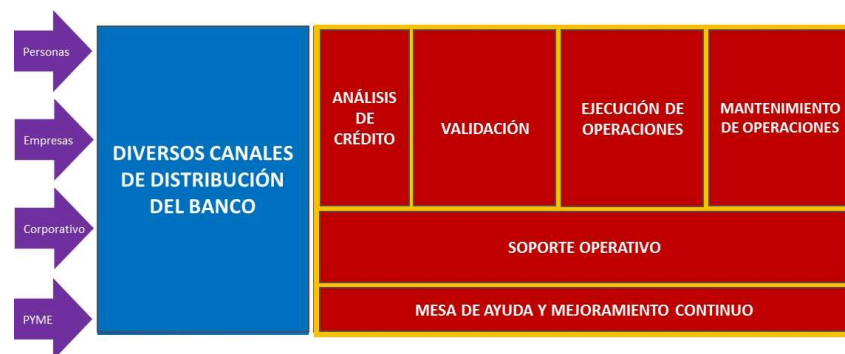 Personas
Empresas
Corporativo
PYME
DIVERSOS CANALES
DE DISTRIBUCIÓN
DEL BANCO
ANÁLISIS
DE
CRÉDITO
VALIDACIÓN
EJECUCIÓN DE
OPERACIONES
MANTENIMIENTO
DE OPERACIONES
SOPORTE OPERATIVO
MESA DE AYUDA Y MEJORAMIENTO CONTINUO